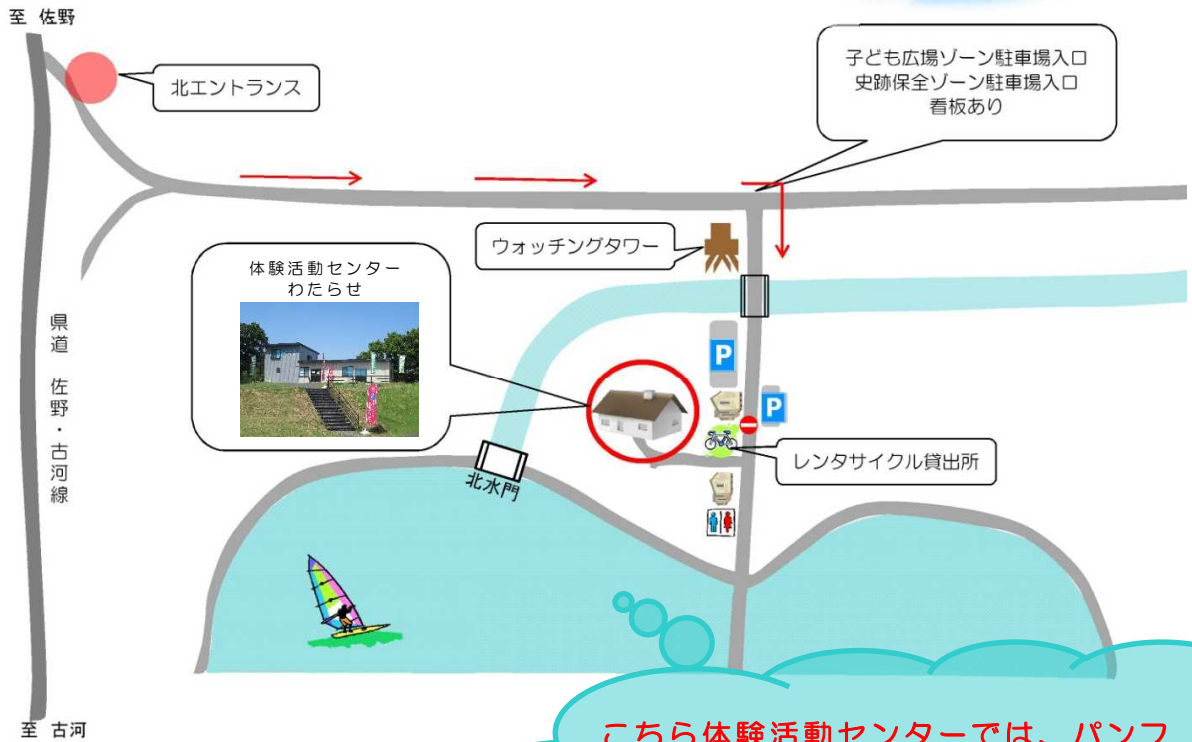 至 佐野
北エントランス
子ども広場ゾーン駐車場入口
史跡保全ゾーン駐車場入口
看板あり
ウォッチングタワー
体験活動センター
わたらせ
県道 佐野・古河線
P
P
レンタサイクル貸出所
北水門
至 古河
こちら体験活動センターでは、パンフ